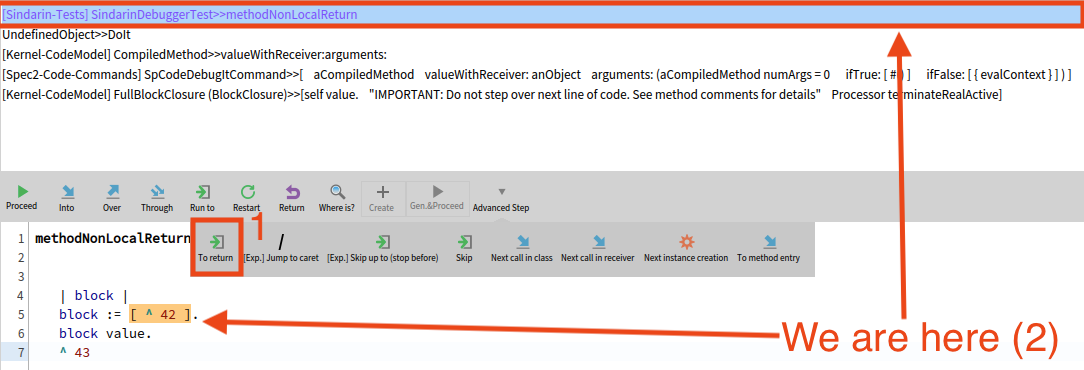 [Sindarin-Tests] SindarinDebuggerTest>>methodNonLocalReturn
UndefinedObject>>DoIt
[Kernel-CodeModel] CompiledMethod>>valueWithReceiver:arguments:
[Spec2-Code-Commands] SpCodeDebugItCommand>>[ aCompiledMethod valueWithReceiver: anObject arguments: (aCompiledMethod numArgs = 0 ifTrue: [ #( ) ] ifFalse: [ { evalContext } ] ) ]
[Kernel-CodeModel] FullBlockClosure (BlockClosure)>>[self value. "IMPORTANT: Do not step over next line of code. See method comments for details" Processor terminateRealActive]
Proceed Into Over Through Run to Restart Return Where is? Create Gen.&Proceed Advanced Step
1
To return [Exp.] Jump to caret [Exp.] Skip up to (stop before) Skip Next call in class Next call in receiver Next instance creation To method entry
1 methodNonLocalReturn
2
3
4 | block |
5 block := [ ^ 42 ].
6 block value.
7 ^ 43
We are here (2)